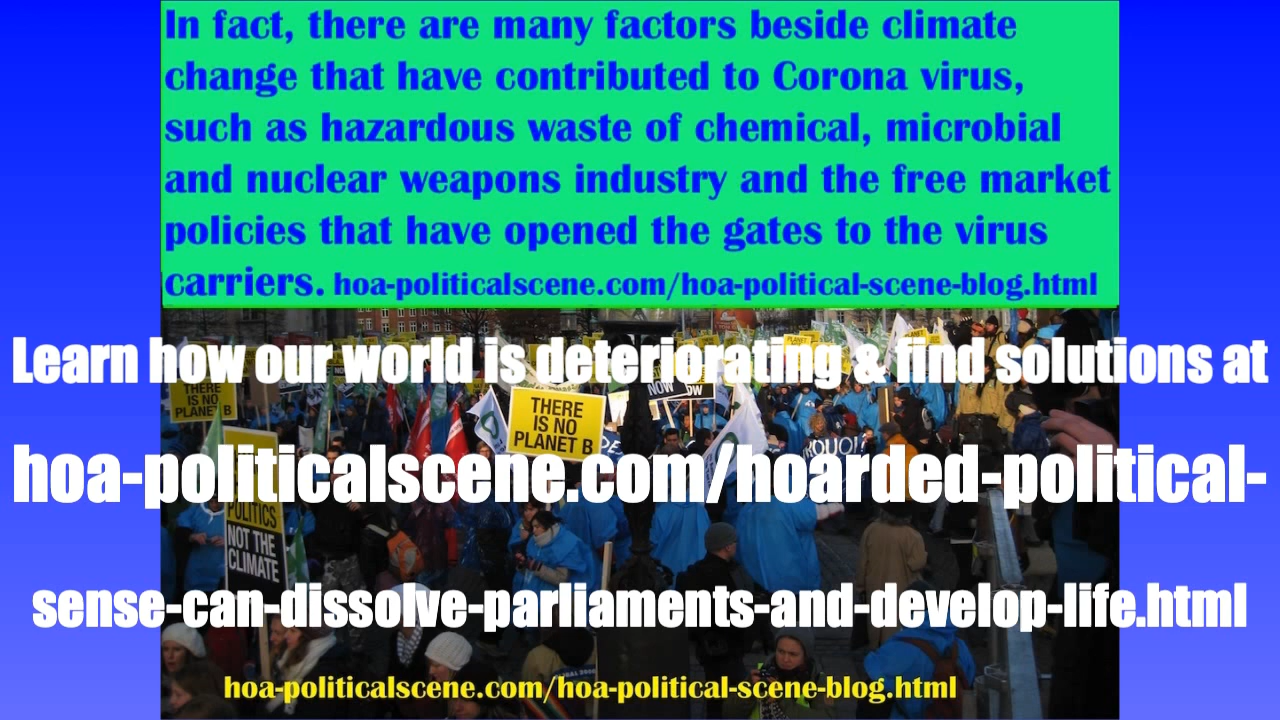 In fact, there are many factors beside climate
change that have contributed to Corona virus,
such as hazardous waste of chemical, microbial
and nuclear weapons industry and the free market
policies that have opened the gates to the virus
carriers. hoa-politicalscene.com/hoa-political-scene-blog.html
Learn how our world is deteriorating & find solutions at
THERE
IS NO
PLANET B
NOW
THERE
IS NO
PLANET B
hoa-politicalscene.com/hoarded-political-
POLITICS
NOT THE
CLIMATE
sense-can-dissolve-parliaments-and-develop-life.html
hoa-politicalscene.com/hoa-political-scene-blog.html